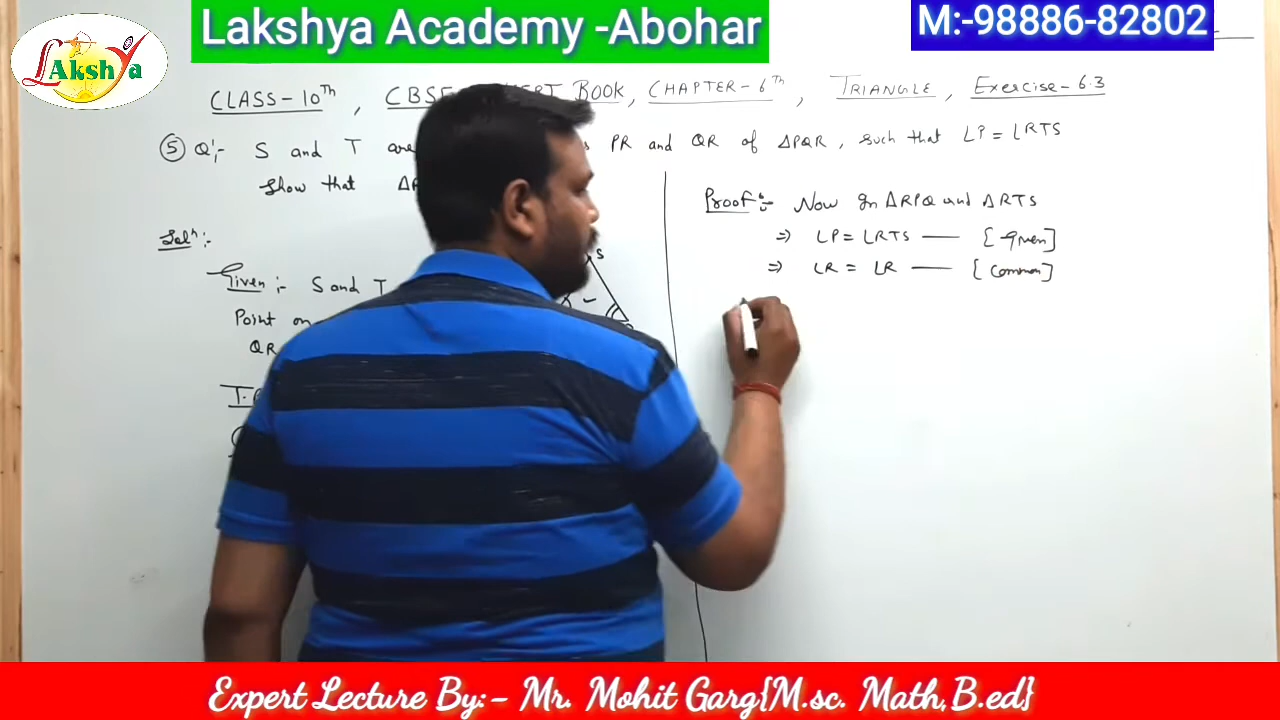 Lakshya Academy -Abohar
M:-98886-82802
Lakshya
CLASS-10Th, CBSE BOOK, CHAPTER-6Th, TRIANGLE, Exercise-6.3
⑤ Q:- S and T are PR and QR of ΔPQR, such that ∠P = ∠RTS
Show that
Solⁿ:-
Given:- S and T
Point on
QR
S
Proof:- Now In ΔRPQ and ΔRTS
⇒ ∠P = ∠RTS — [Given]
⇒ ∠R = ∠R — [Common]
Expert Lecture By:- Mr. Mohit Garg{M.sc. Math,B.ed}